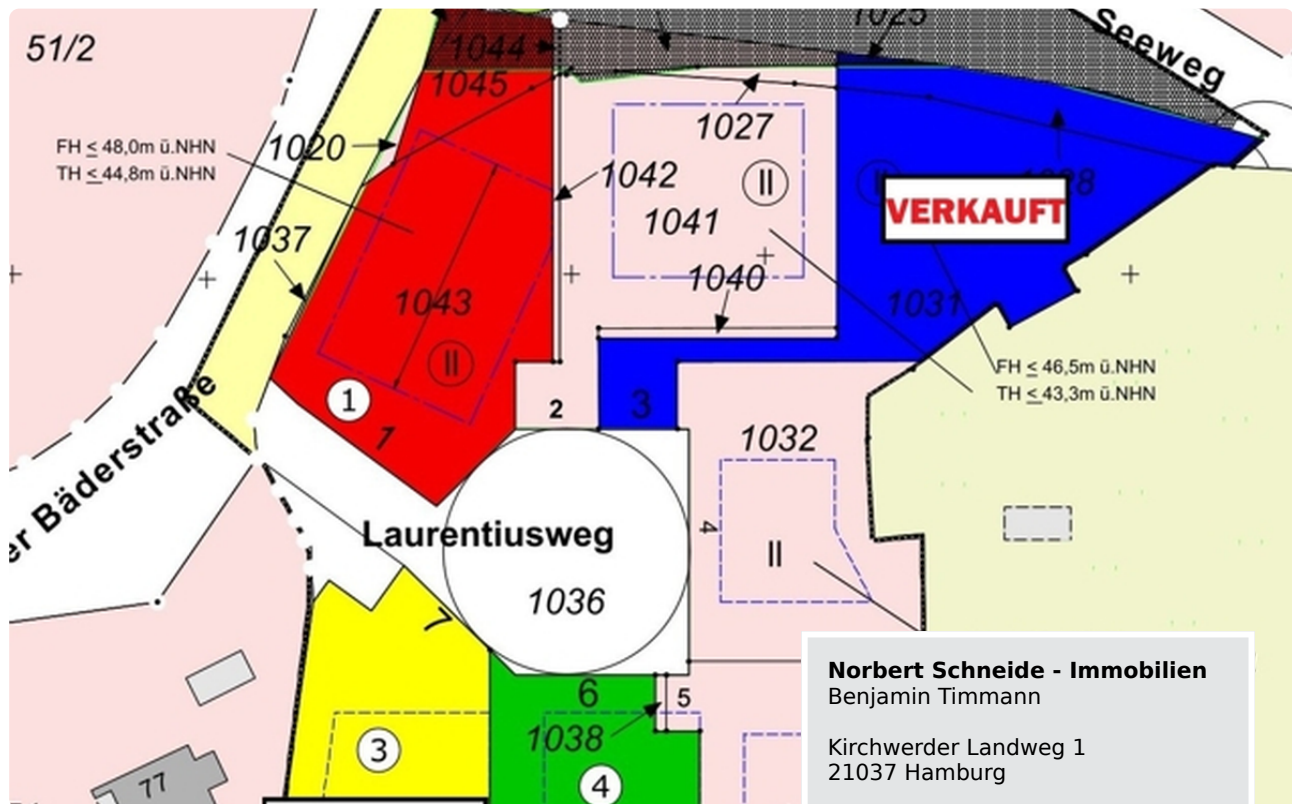 51/2
1044
1045
1025
Seeweg
FH ≤ 48,0m ü.NHN
TH ≤ 44,8m ü.NHN
1020
1027
1042
II
1041
VERKAUFT
1037
1040
1043
1031
II
FH ≤ 46,5m ü.NHN
TH ≤ 43,3m ü.NHN
1
1
2
3
1032
er Bäderstraße
Laurentiusweg
4
II
1036
7
6
5
1038
3
4
77
Norbert Schneide - Immobilien
Benjamin Timmann
Kirchwerder Landweg 1
21037 Hamburg